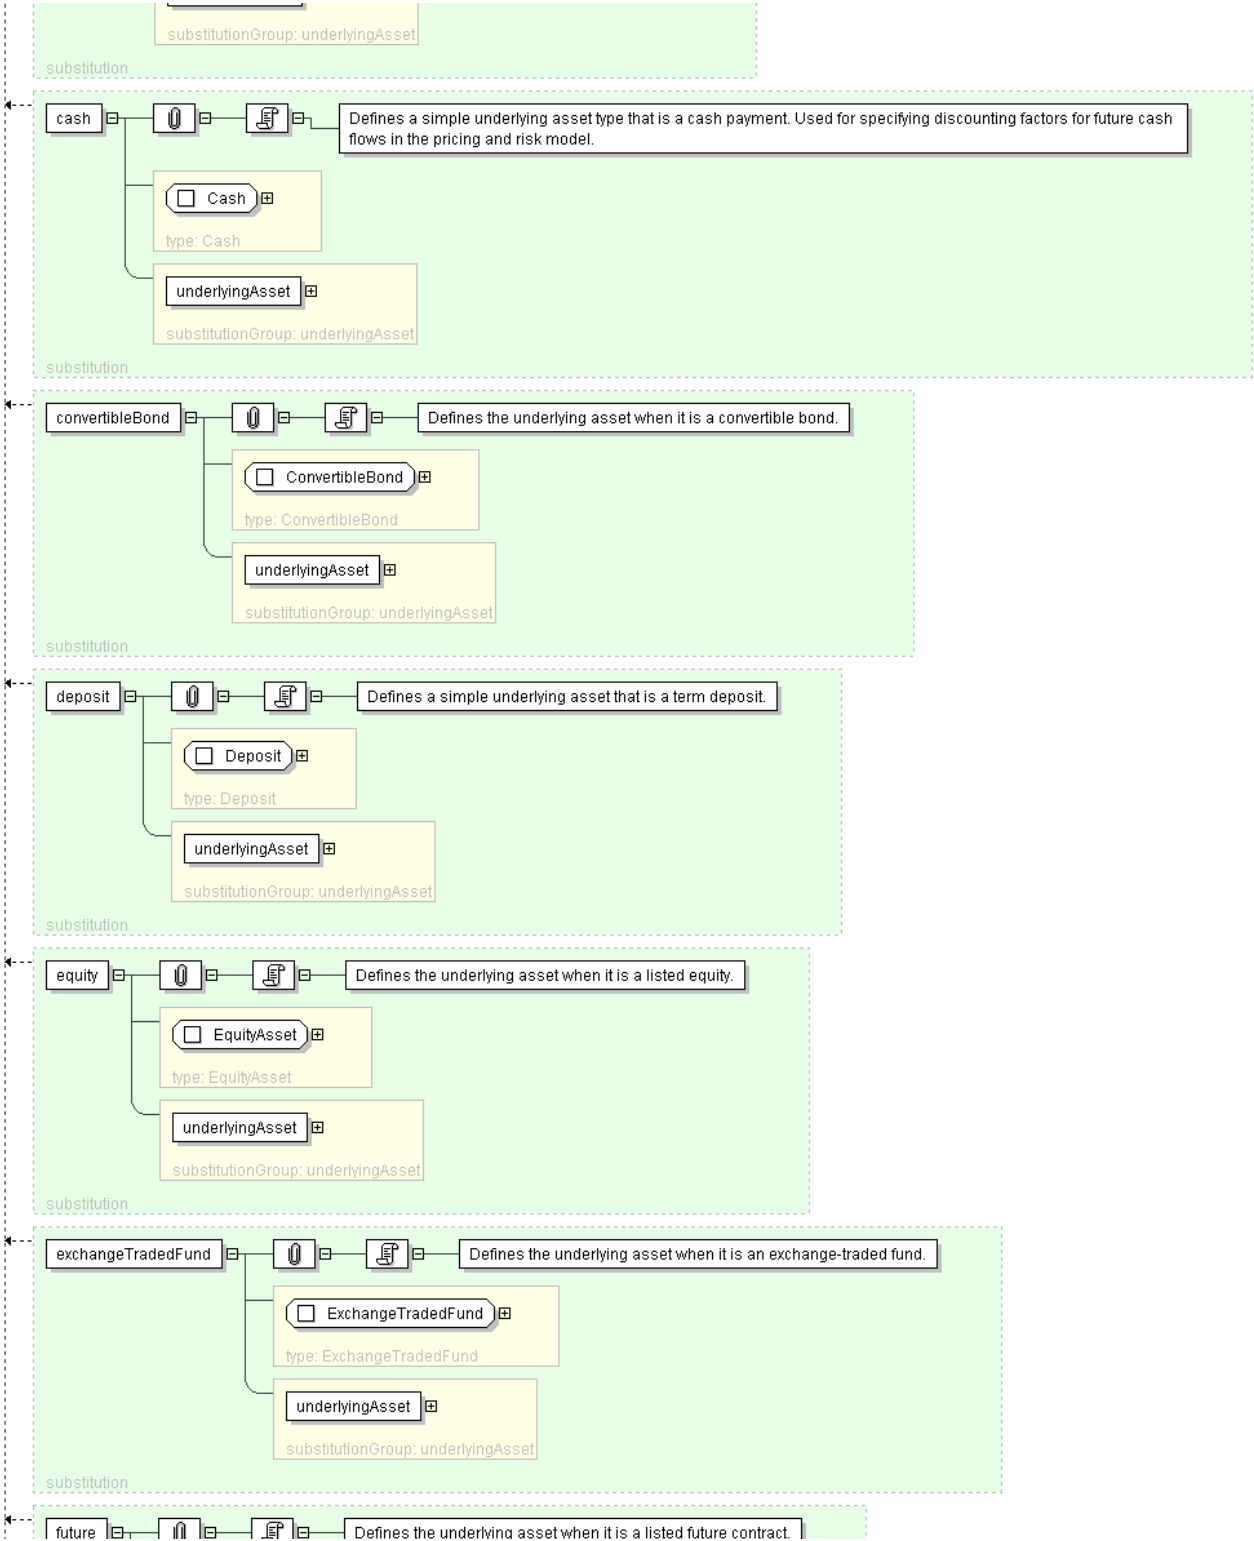 substitutionGroup: underlyingAsset
substitution
cash
Defines a simple underlying asset type that is a cash payment. Used for specifying discounting factors for future cash
flows in the pricing and risk model.
Cash
type: Cash
underlyingAsset
substitutionGroup: underlyingAsset
substitution
convertibleBond
Defines the underlying asset when it is a convertible bond.
ConvertibleBond
type: ConvertibleBond
underlyingAsset
substitutionGroup: underlyingAsset
substitution
deposit
Defines a simple underlying asset that is a term deposit.
Deposit
type: Deposit
underlyingAsset
substitutionGroup: underlyingAsset
substitution
equity
Defines the underlying asset when it is a listed equity.
EquityAsset
type: EquityAsset
underlyingAsset
substitutionGroup: underlyingAsset
substitution
exchangeTradedFund
Defines the underlying asset when it is an exchange-traded fund.
ExchangeTradedFund
type: ExchangeTradedFund
underlyingAsset
substitutionGroup: underlyingAsset
substitution
future
Defines the underlying asset when it is a listed future contract.